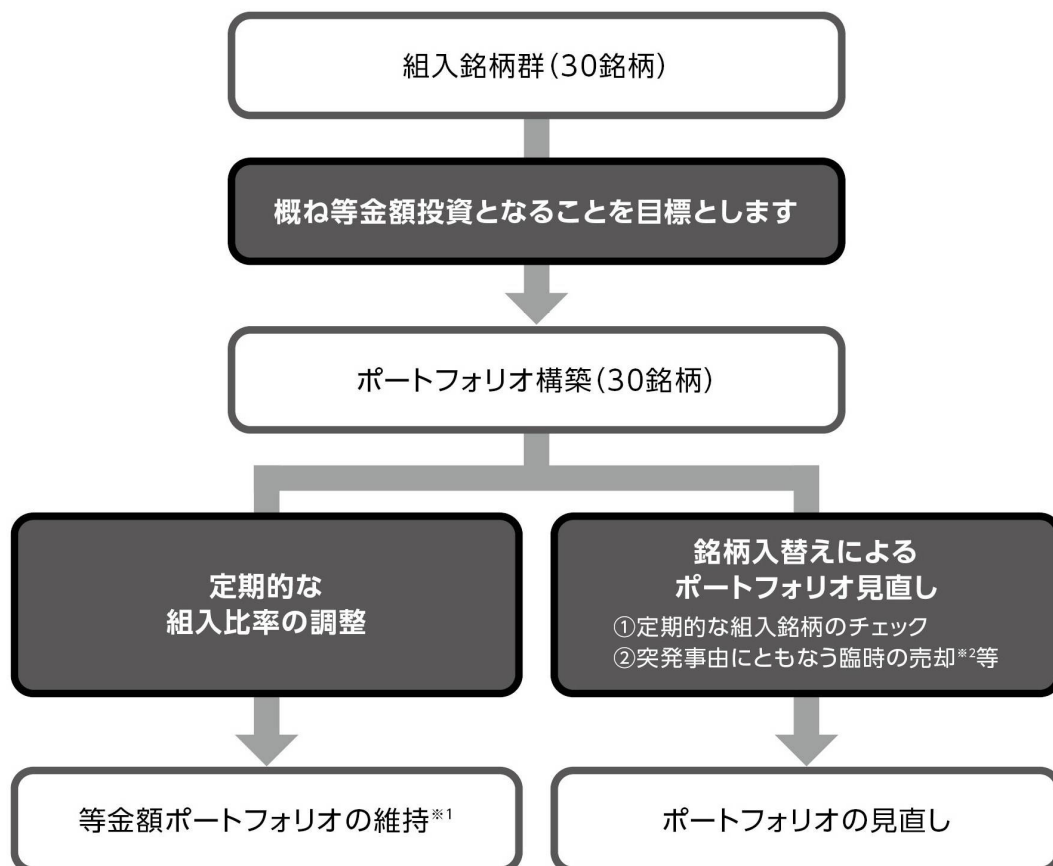 組入銘柄群(30銘柄)
概ね等金額投資となることを目標とします
ポートフォリオ構築(30銘柄)
定期的な
組入比率の調整
銘柄入替えによる
ポートフォリオ見直し
①定期的な組入銘柄のチェック
②突発事由にともなう臨時の売却※2等
等金額ポートフォリオの維持※1
ポートフォリオの見直し